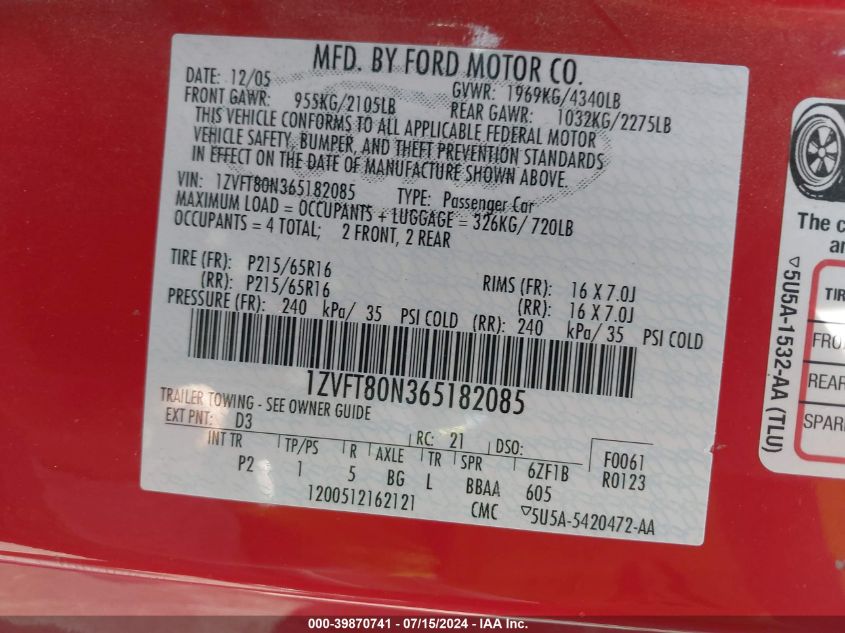 MFD. BY FORD MOTOR CO.
DATE: 12/05 GVWR: 1969KG/4340LB
FRONT GAWR: 955KG/2105LB REAR GAWR: 1032KG/2275LB
THIS VEHICLE CONFORMS TO ALL APPLICABLE FEDERAL MOTOR
VEHICLE SAFETY, BUMPER, AND THEFT PREVENTION STANDARDS
IN EFFECT ON THE DATE OF MANUFACTURE SHOWN ABOVE.
VIN: 1ZVFT80N365182085 TYPE: Passenger Car
MAXIMUM LOAD = OCCUPANTS + LUGGAGE = 326KG/ 720LB
OCCUPANTS = 4 TOTAL; 2 FRONT, 2 REAR
TIRE (FR): P215/65R16 RIMS (FR): 16 X 7.0J
(RR): P215/65R16 (RR): 16 X 7.0J
PRESSURE (FR): 240 kPa/ 35 PSI COLD (RR): 240 kPa/ 35 PSI COLD
1ZVFT80N365182085
TRAILER TOWING - SEE OWNER GUIDE
EXT PNT: D3 RC: 21 DSO: F0061
INT TR TP/PS R AXLE TR SPR 6ZF1B R0123
P2 1 5 BG L BBAA 605
1200512162121 CMC ▽5U5A-5420472-AA
The c
an
▽5U5A-1532-AA (TLU)
TIR
FRO
REAR
SPAR
000-39870741 - 07/15/2024 - IAA Inc.